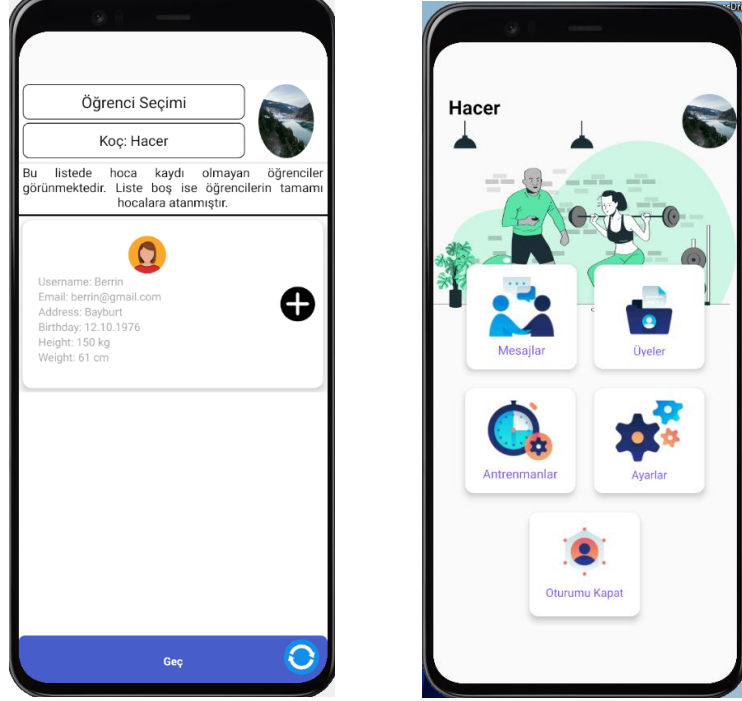 Öğrenci Seçimi
Koç: Hacer
Bu listede hoca kaydı olmayan öğrenciler
görünmektedir. Liste boş ise öğrencilerin tamamı
hocalara atanmıştır.
Username: Berrin
Email: berrin@gmail.com
Address: Bayburt
Birthday: 12.10.1976
Height: 150 kg
Weight: 61 cm
Geç
Hacer
Mesajlar
Üyeler
Antrenmanlar
Ayarlar
Oturumu Kapat